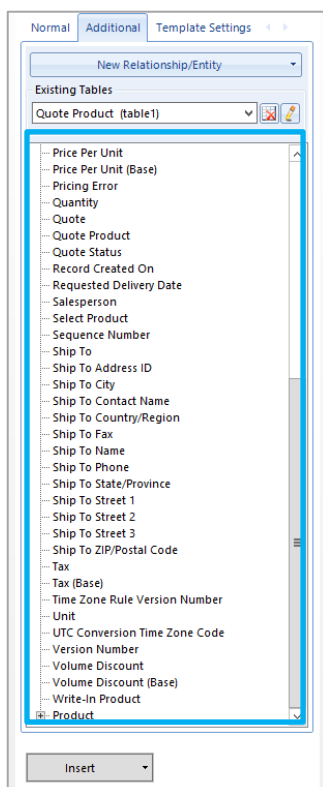 Normal Additional Template Settings
New Relationship/Entity
Existing Tables
Quote Product (table1)
Price Per Unit
Price Per Unit (Base)
Pricing Error
Quantity
Quote
Quote Product
Quote Status
Record Created On
Requested Delivery Date
Salesperson
Select Product
Sequence Number
Ship To
Ship To Address ID
Ship To City
Ship To Contact Name
Ship To Country/Region
Ship To Fax
Ship To Name
Ship To Phone
Ship To State/Province
Ship To Street 1
Ship To Street 2
Ship To Street 3
Ship To ZIP/Postal Code
Tax
Tax (Base)
Time Zone Rule Version Number
Unit
UTC Conversion Time Zone Code
Version Number
Volume Discount
Volume Discount (Base)
Write-In Product
Product
Insert